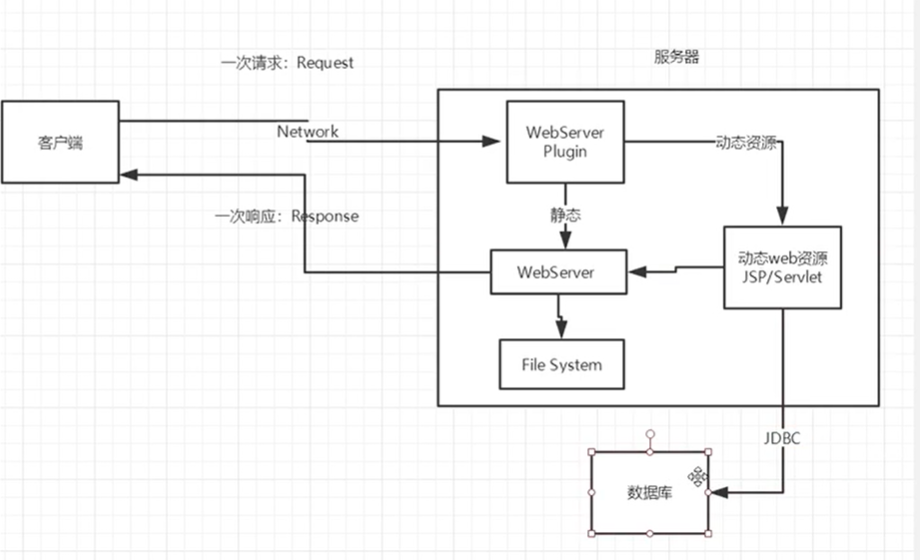 一次请求：Request
服务器
客户端
Network
WebServer
Plugin
动态资源
一次响应：Response
静态
动态web资源
JSP/Servlet
WebServer
File System
JDBC
数据库